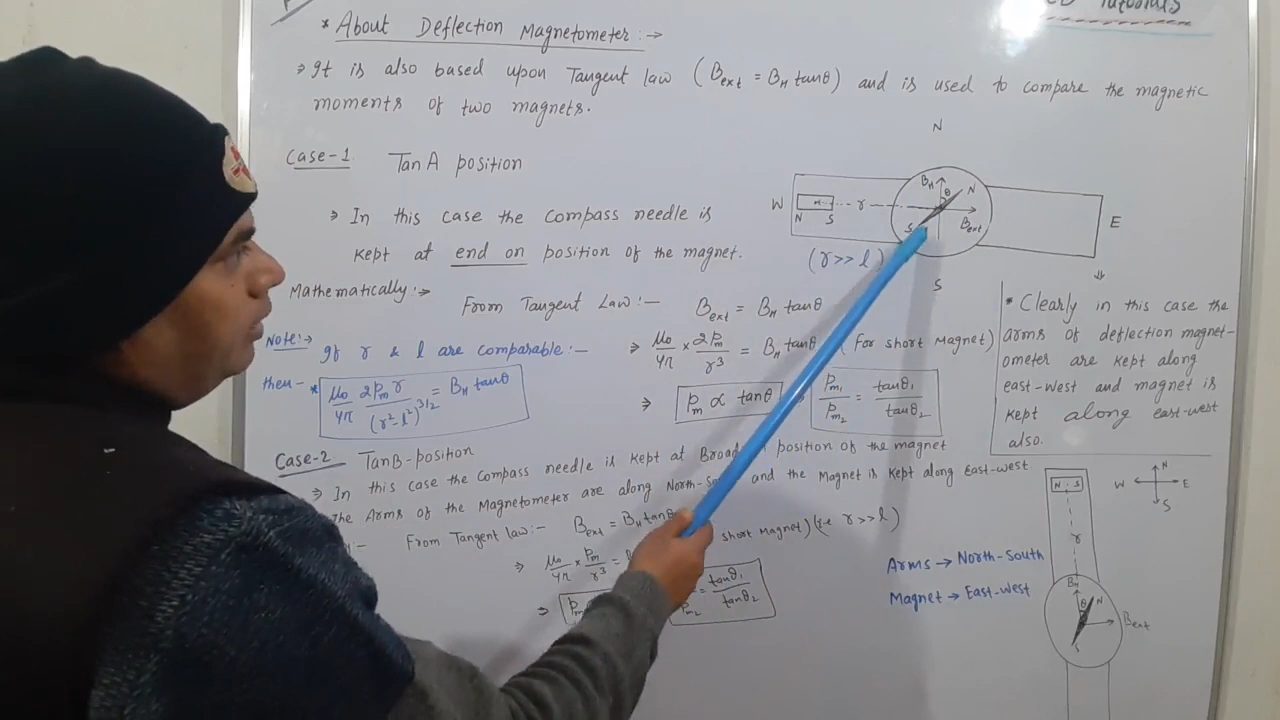 Tutorials
* About Deflection Magnetometer :→
⇒ It is also based upon Tangent law (B_ext = B_H tanθ) and is used to compare the magnetic
moments of two magnets.
Case-1 Tan A position
⇒ In this case the compass needle is
kept at end on position of the magnet.
N
W N S r B_H θ N S B_ext E
(r >> l)
S
Mathematically :⇒ From Tangent Law :- B_ext = B_H tanθ
⇒ μ₀/4π × 2P_m/r³ = B_H tanθ (For short Magnet)
⇒ P_m ∝ tanθ P_m₁/P_m₂ = tanθ₁/tanθ₂
Note :→ If r & l are comparable :-
then - * μ₀/4π 2P_m r/(r² - l²)^3/2 = B_H tanθ
* Clearly in this case the
arms of deflection magnet-
ometer are kept along
east-west and magnet is
kept along east-west
also.
Case-2 Tan B-position
⇒ In this case the Compass needle is kept at position of the magnet
The Arms of the Magnetometer are along North- and the Magnet is kept along East-west
:- From Tangent law :- B_ext = B_H tanθ
⇒ μ₀/4π × P_m/r³ = short Magnet) (i.e r >> l)
⇒ = tanθ₁/tanθ₂
P_m₂
Arms → North-South
Magnet → East-West
N
W E
S
N S
r
B_H
θ N
B_ext
S